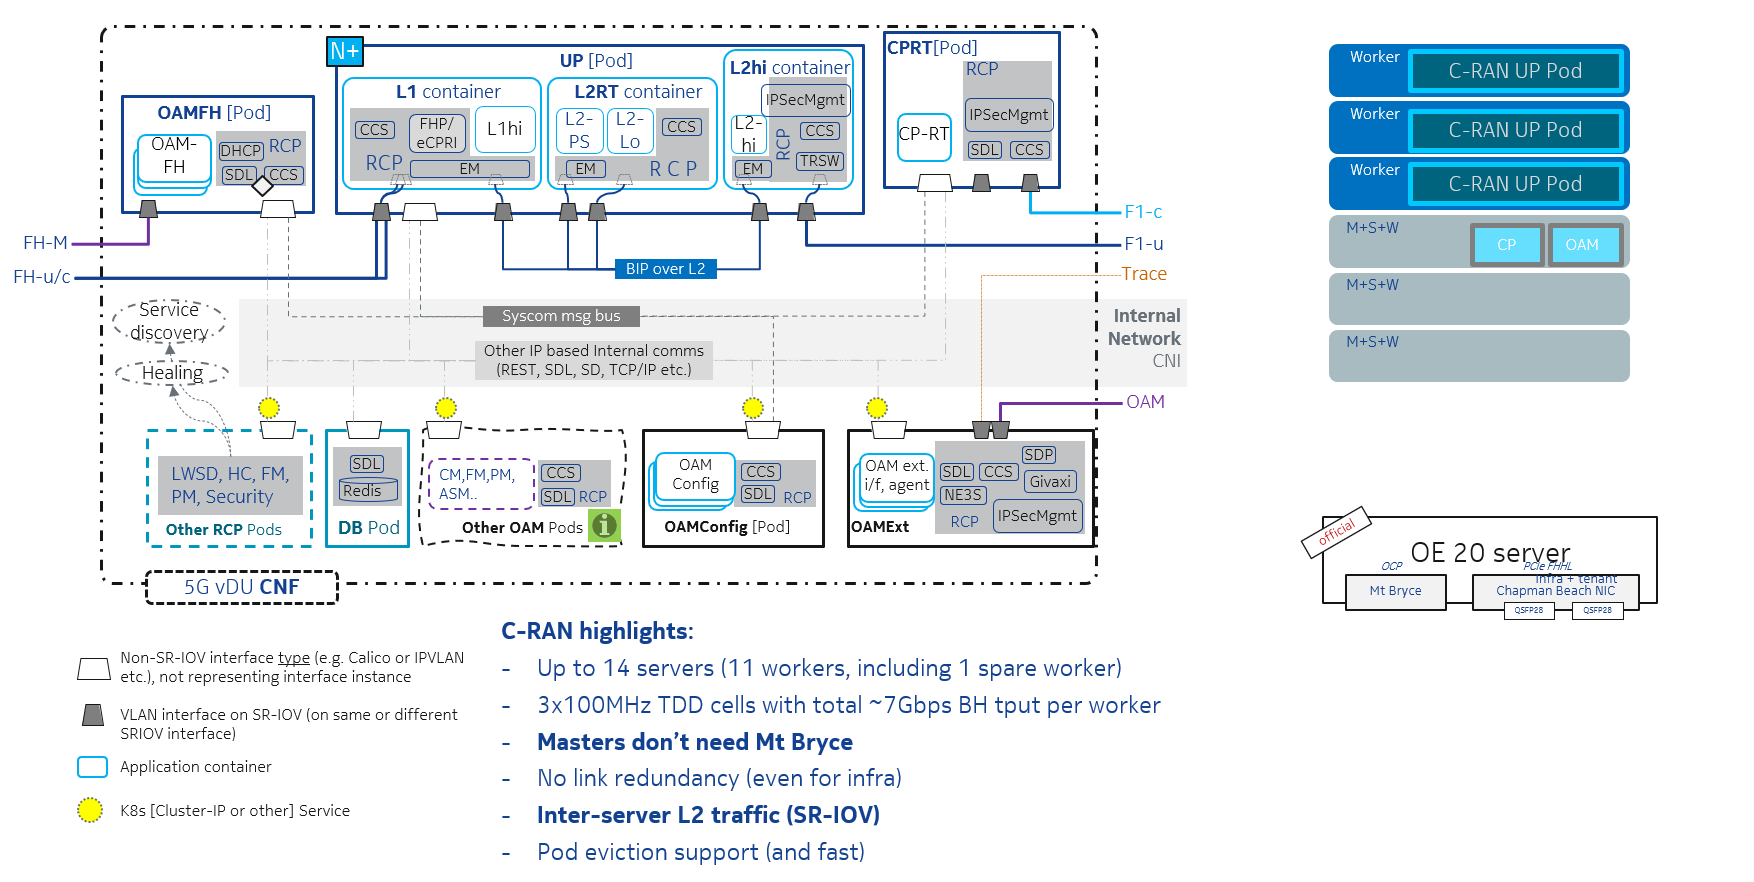 N+
UP [Pod]
OAMFH [Pod]
OAM-
FH
DHCP
RCP
SDL
CCS
L1 container
CCS
FHP/
eCPRI
L1hi
RCP
EM
L2RT container
L2-
PS
L2-
Lo
CCS
EM
R C P
L2hi container
IPSecMgmt
L2-
hi
RCP
CCS
EM
TRSW
CPRT[Pod]
RCP
CP-RT
IPSecMgmt
SDL
CCS
FH-M
FH-u/c
F1-c
F1-u
BIP over L2
Trace
Service
discovery
Healing
Syscom msg bus
Other IP based Internal comms
(REST, SDL, SD, TCP/IP etc.)
Internal
Network
CNI
OAM
LWSD, HC, FM,
PM, Security
Other RCP Pods
SDL
Redis
DB Pod
CM,FM,PM,
ASM..
CCS
SDL
RCP
Other OAM Pods
i
OAM
Config
CCS
SDL
RCP
OAMConfig [Pod]
OAM ext.
i/f, agent
SDL
CCS
SDP
Givaxi
NE3S
RCP
IPSecMgmt
OAMExt
5G vDU CNF
Non-SR-IOV interface type (e.g. Calico or IPVLAN
etc.), not representing interface instance
VLAN interface on SR-IOV (on same or different
SRIOV interface)
Application container
K8s [Cluster-IP or other] Service
C-RAN highlights:
- Up to 14 servers (11 workers, including 1 spare worker)
- 3x100MHz TDD cells with total ~7Gbps BH tput per worker
- Masters don’t need Mt Bryce
- No link redundancy (even for infra)
- Inter-server L2 traffic (SR-IOV)
- Pod eviction support (and fast)
Worker
C-RAN UP Pod
Worker
C-RAN UP Pod
Worker
C-RAN UP Pod
M+S+W
CP
OAM
M+S+W
M+S+W
official
OE 20 server
OCP
Mt Bryce
PCIe FHHL
Infra + tenant
Chapman Beach NIC
QSFP28
QSFP28